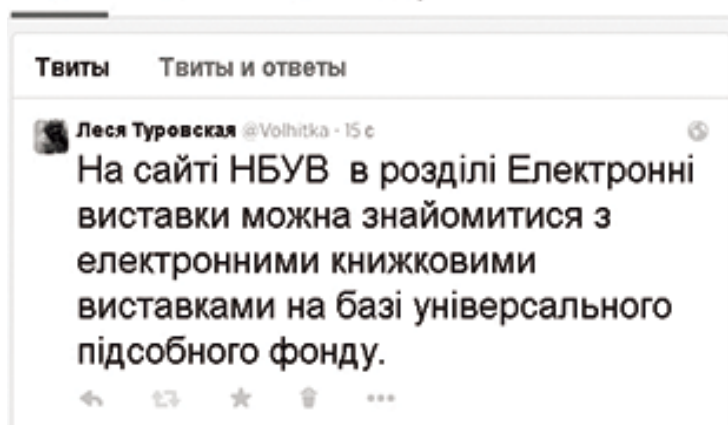 Твиты Твиты и ответы
Леся Туровская @Volhitka · 15 с
На сайті НБУВ в розділі Електронні
виставки можна знайомитися з
електронними книжковими
виставками на базі універсального
підсобного фонду.